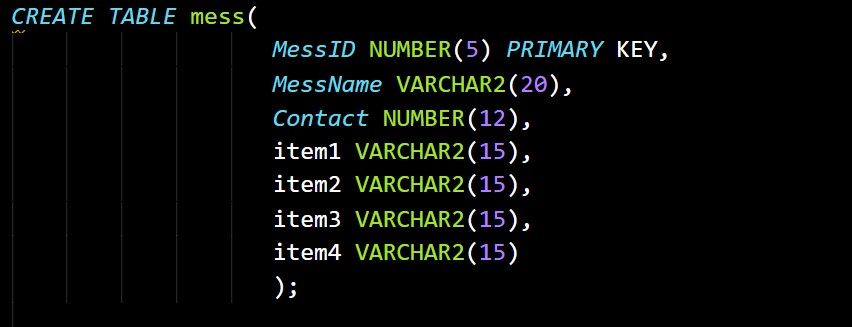 CREATE TABLE mess(
MessID NUMBER(5) PRIMARY KEY,
MessName VARCHAR2(20),
Contact NUMBER(12),
item1 VARCHAR2(15),
item2 VARCHAR2(15),
item3 VARCHAR2(15),
item4 VARCHAR2(15)
);